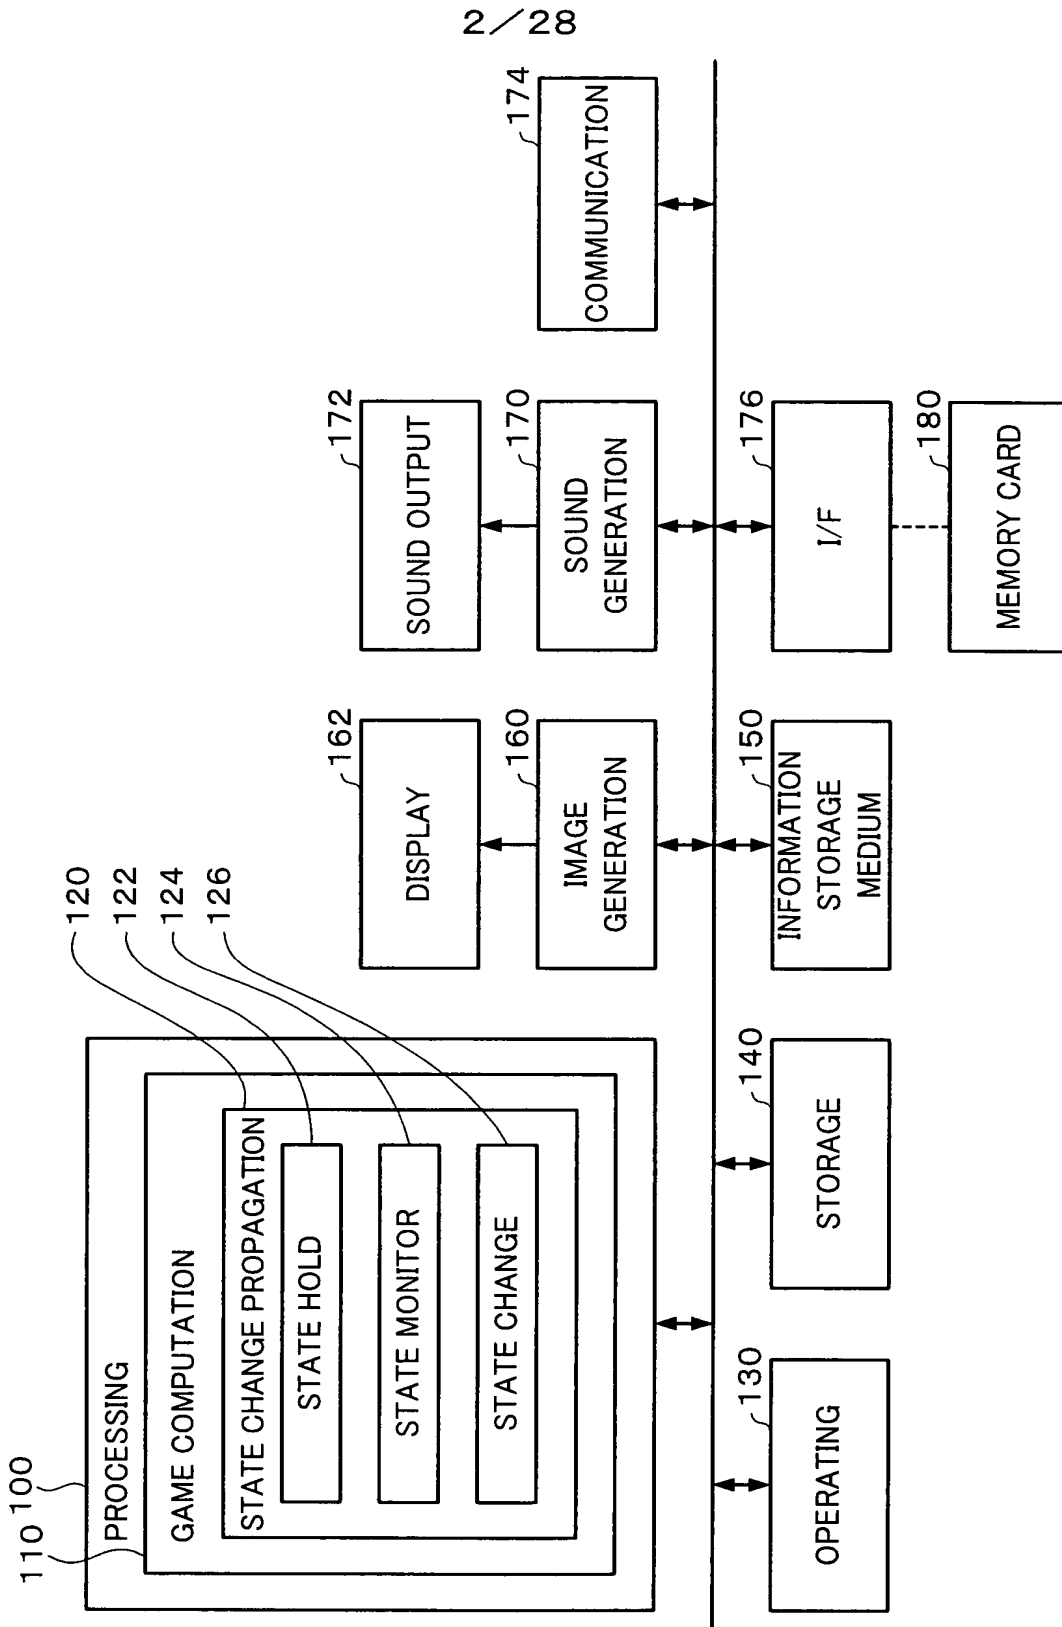 2/28
100
110
PROCESSING
GAME COMPUTATION
STATE CHANGE PROPAGATION
STATE HOLD
STATE MONITOR
STATE CHANGE
120
122
124
126
162
DISPLAY
160
IMAGE
GENERATION
172
SOUND OUTPUT
170
SOUND
GENERATION
174
COMMUNICATION
130
OPERATING
140
STORAGE
150
INFORMATION
STORAGE
MEDIUM
176
I/F
180
MEMORY CARD